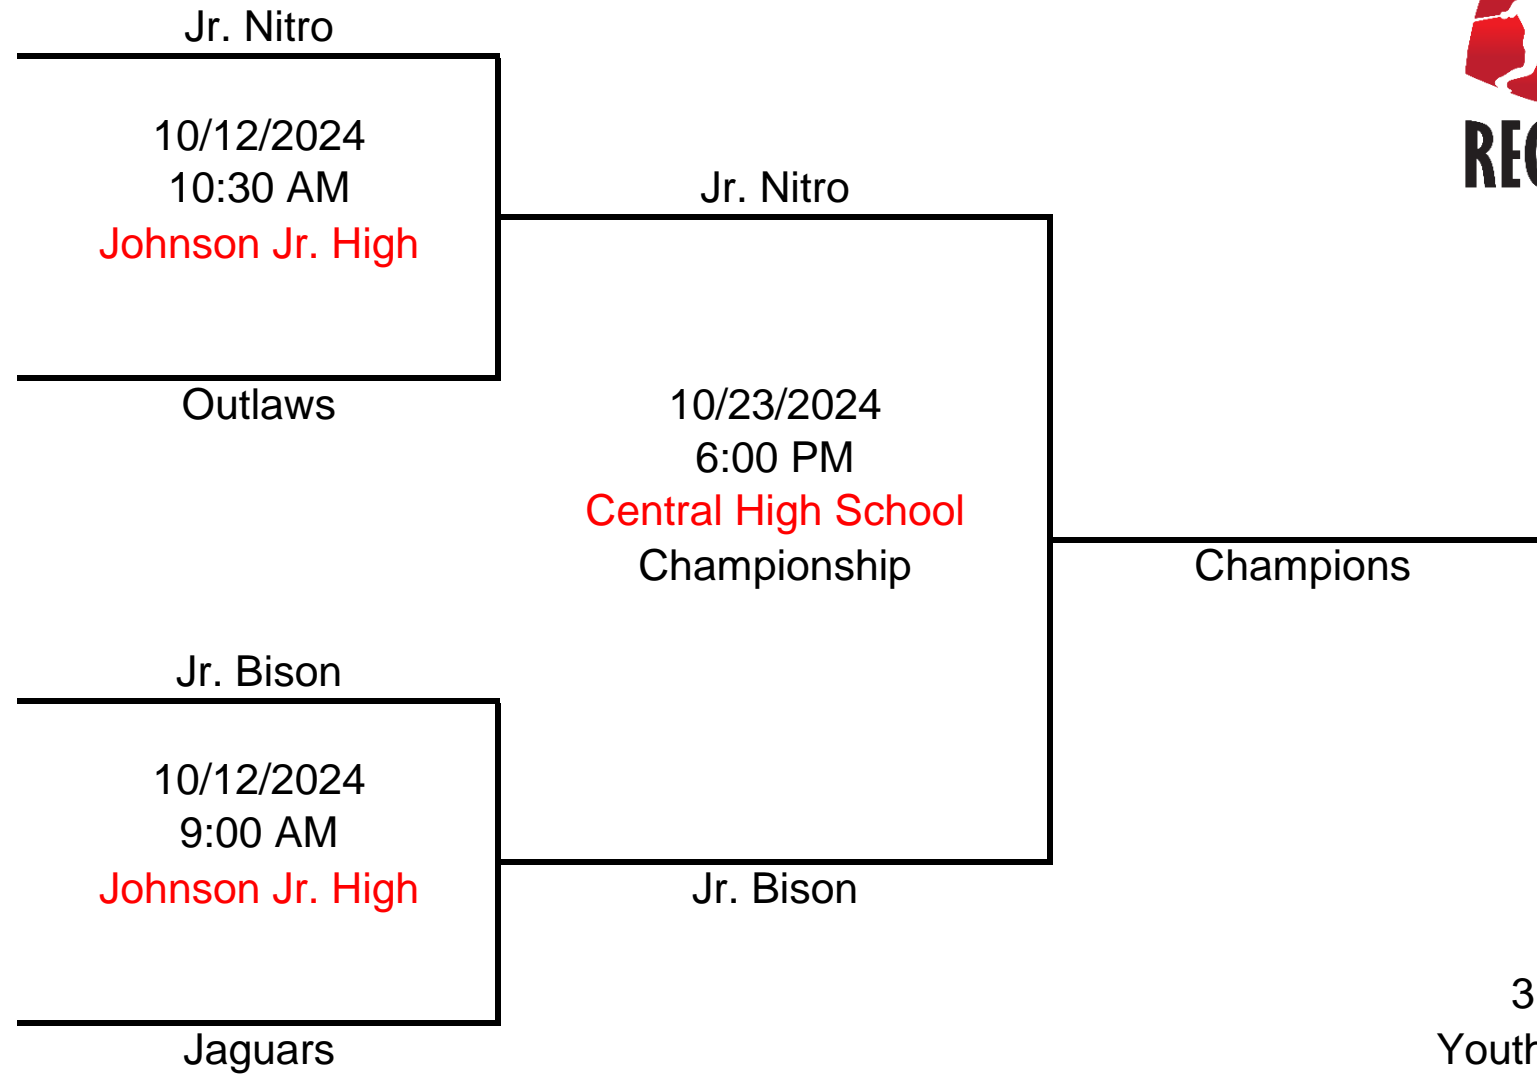 Jr. Nitro
10/12/2024
10:30 AM
Johnson Jr. High
Outlaws
Jr. Nitro
10/23/2024
6:00 PM
Central High School
Championship
Champions
Jr. Bison
10/12/2024
9:00 AM
Johnson Jr. High
Jaguars
Jr. Bison
3
Youth